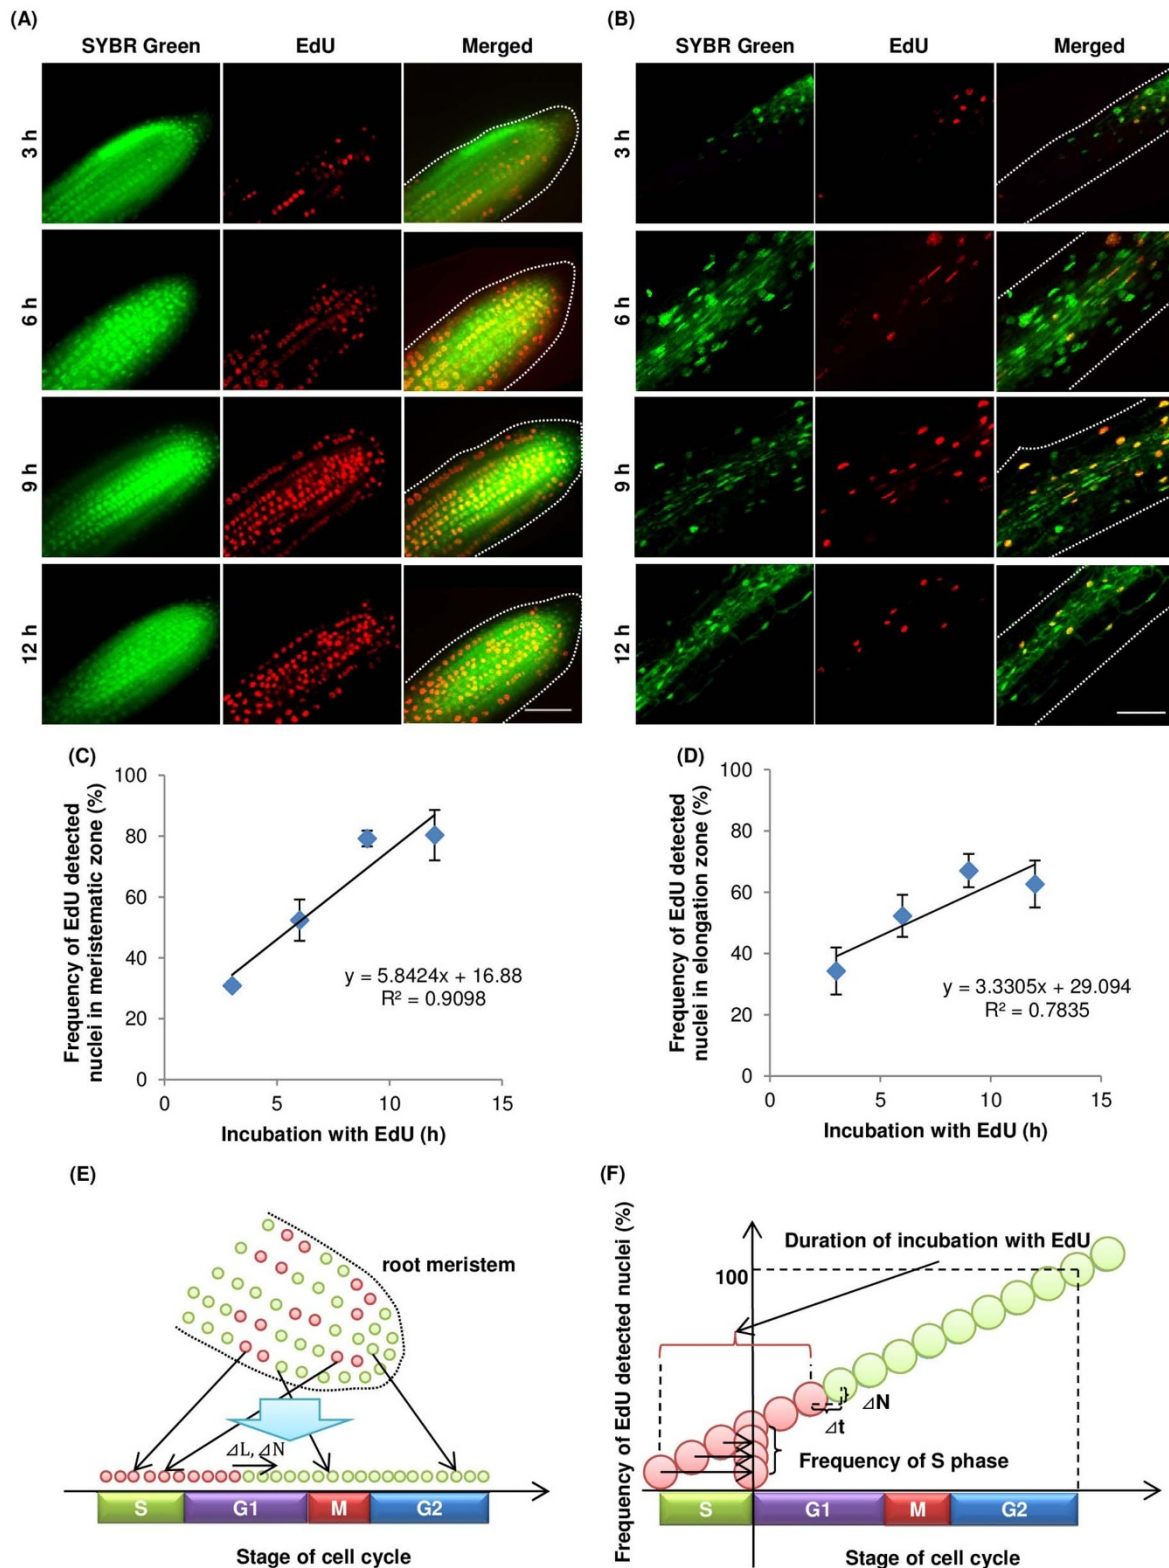 (A)
SYBR Green EdU Merged
3 h
6 h
9 h
12 h
(B)
SYBR Green EdU Merged
3 h
6 h
9 h
12 h
(C)
Frequency of EdU detected
nuclei in meristematic zone (%)
100
80
60
40
20
0
0 5 10 15
y = 5.8424x + 16.88
R² = 0.9098
Incubation with EdU (h)
(D)
Frequency of EdU detected
nuclei in elongation zone (%)
100
80
60
40
20
0
0 5 10 15
y = 3.3305x + 29.094
R² = 0.7835
Incubation with EdU (h)
(E)
root meristem
⊿L, ⊿N
S G1 M G2
Stage of cell cycle
(F)
Frequency of EdU detected nuclei (%)
Duration of incubation with EdU
100
⊿N
⊿t
Frequency of S phase
S G1 M G2
Stage of cell cycle